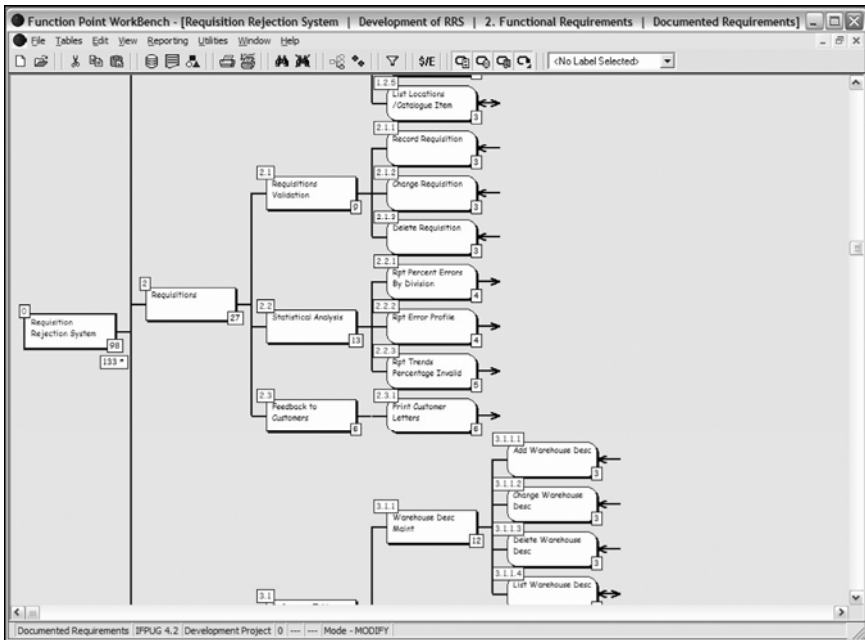 Function Point WorkBench - [Requisition Rejection System | Development of RRS | 2. Functional Requirements | Documented Requirements]
File Tables Edit View Reporting Utilities Window Help
$/E
<No Label Selected>
1.2.5
List Locations
/Catalogue Item
3
2.1.1
Record Requisition
3
2.1
Requisitions
Validation
9
2.1.2
Change Requisition
3
2.1.3
Delete Requisition
3
2.2.1
Rpt Percent Errors
By Division
4
2
Requisitions
27
0
Requisition
Rejection System
98
133 *
2.2
Statistical Analysis
13
2.2.2
Rpt Error Profile
4
2.2.3
Rpt Trends
Percentage Invalid
5
2.3
Feedback to
Customers
6
2.3.1
Print Customer
Letters
6
3.1.1.1
Add Warehouse Desc
3
3.1.1
Warehouse Desc
Maint
12
3.1.1.2
Change Warehouse
Desc
3
3.1.1.3
Delete Warehouse
Desc
3
3.1.1.4
List Warehouse Desc
3
3.1
Documented Requirements IFPUG 4.2 Development Project 0 --- --- Mode - MODIFY